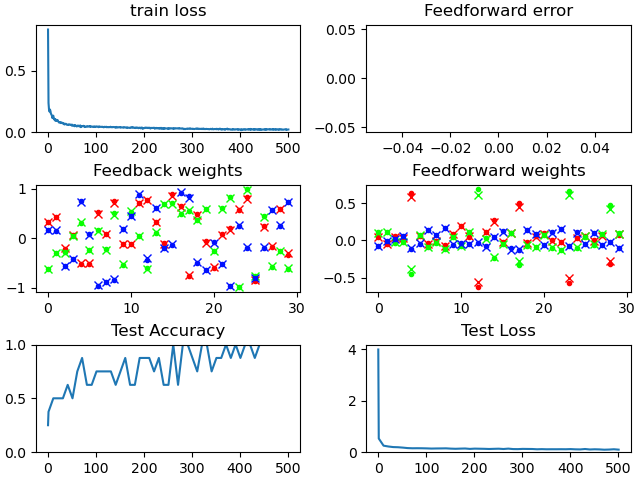 train loss
0.5
0.0
0 100 200 300 400 500
Feedforward error
0.05
0.00
−0.05
−0.04 −0.02 0.00 0.02 0.04
Feedback weights
1
0
−1
0 10 20 30
Feedforward weights
0.5
0.0
−0.5
0 10 20 30
Test Accuracy
1.0
0.5
0.0
0 100 200 300 400 500
Test Loss
4
2
0
0 100 200 300 400 500